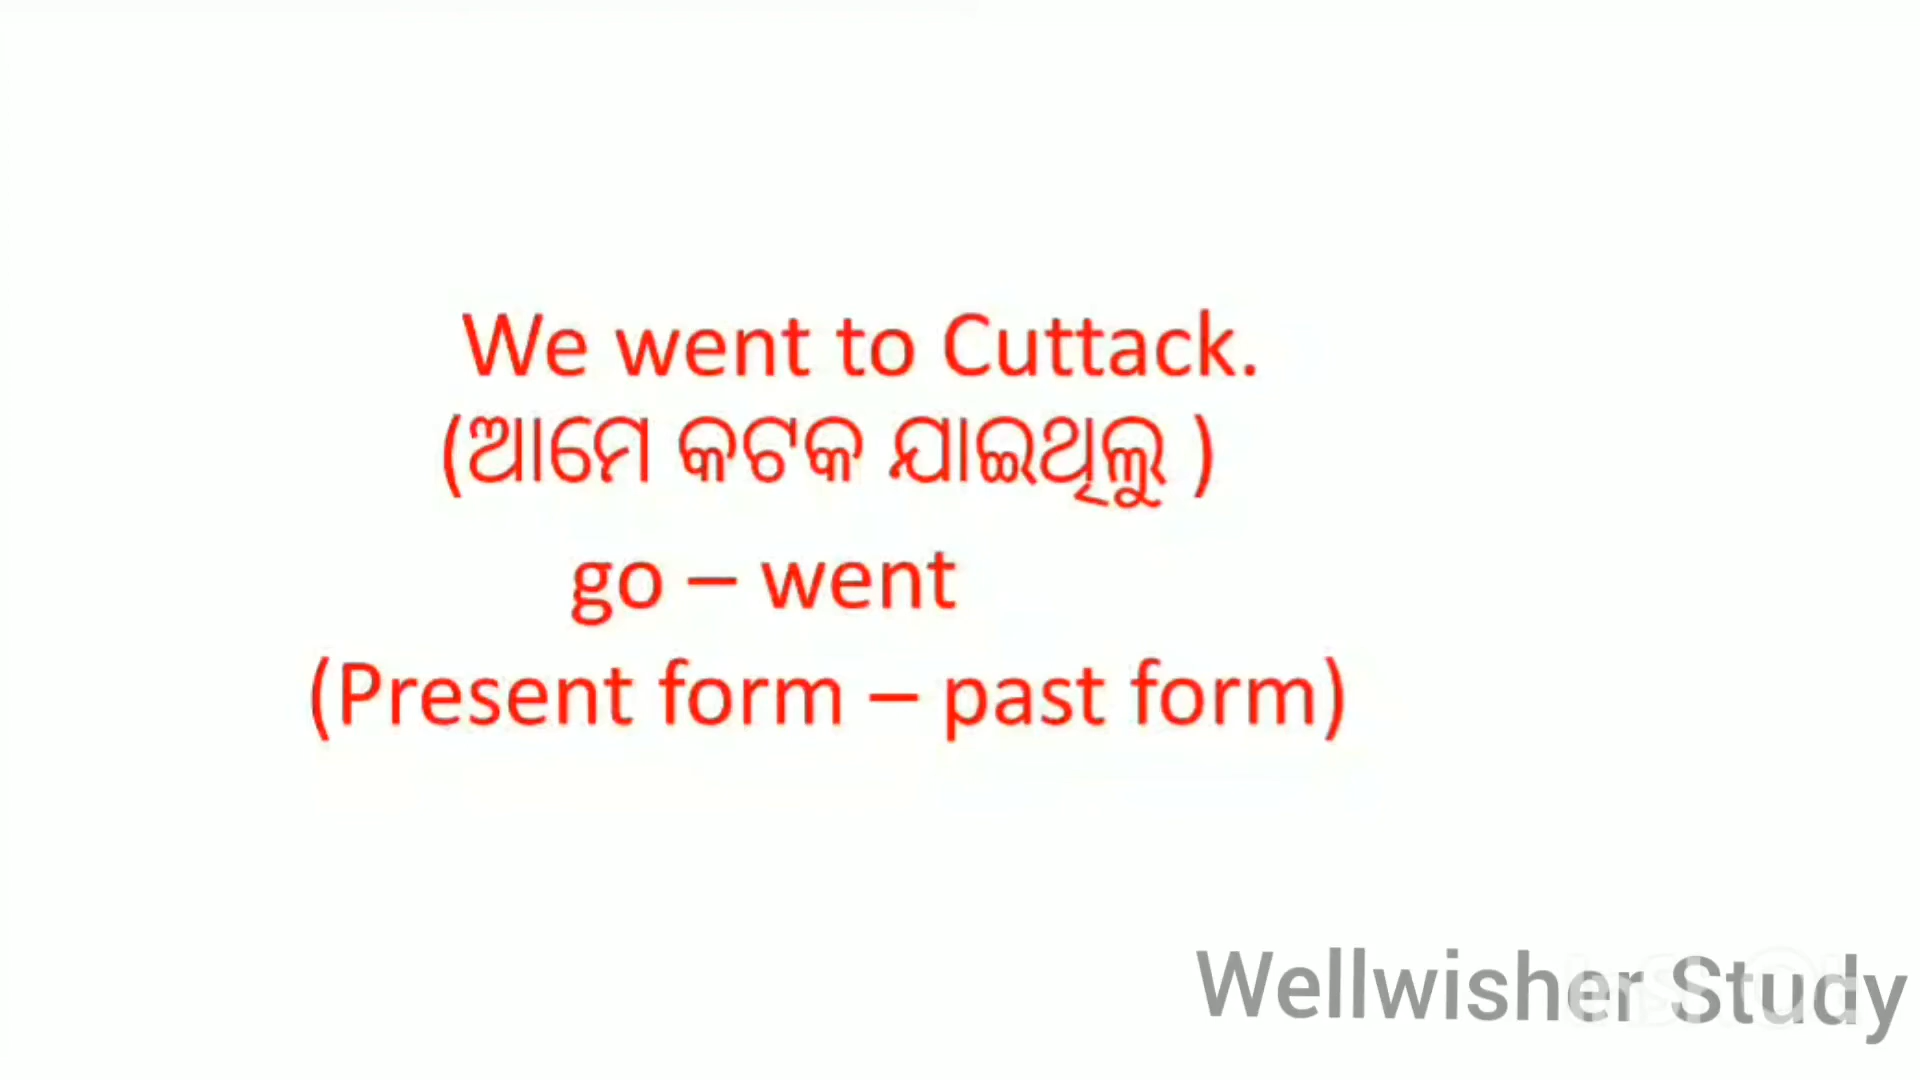 We went to Cuttack.
(ଆମେ କଟକ ଯାଇଥିଲୁ )
go – went
(Present form – past form)
Wellwisher Study